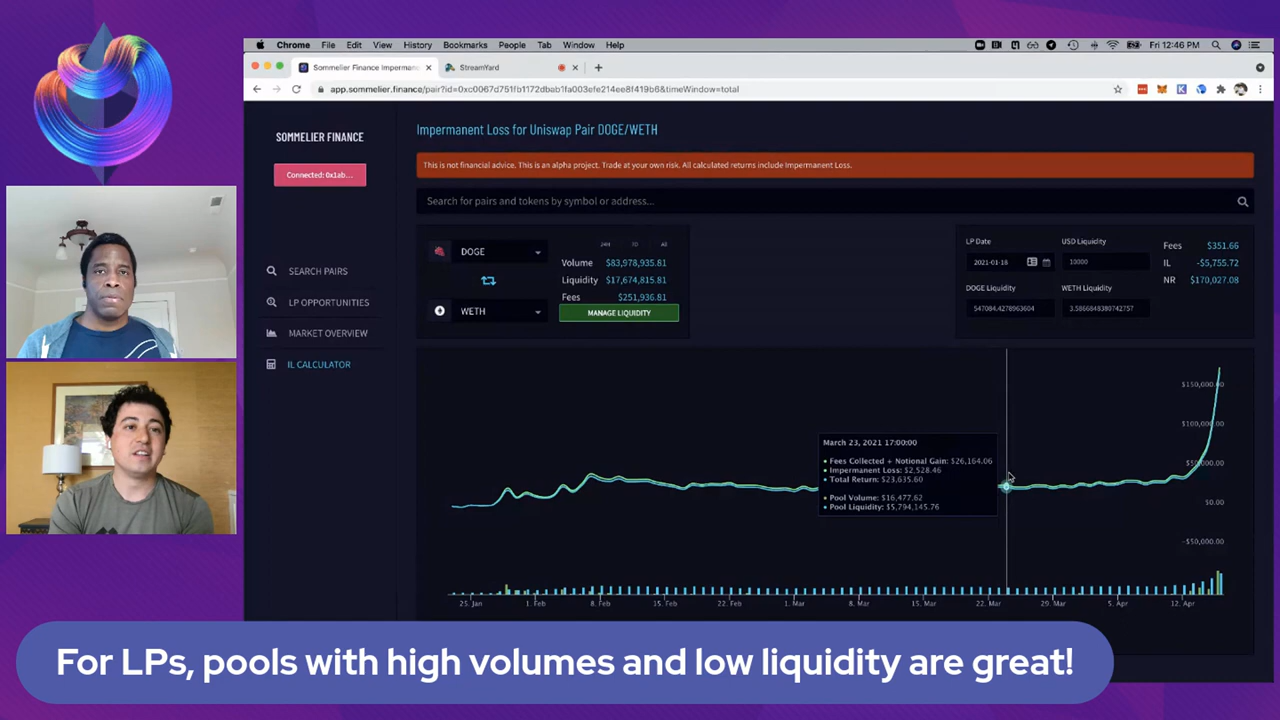 Chrome File Edit View History Bookmarks People Tab Window Help
Fri 12:46 PM
Sommelier Finance Imperman
StreamYard
app.sommelier.finance/pair?id=0xc0067d751fb1172dbab1fa003efe214ee8f419b6&timeWindow=total
SOMMELIER FINANCE
Connected: 0x1ab...
SEARCH PAIRS
LP OPPORTUNITIES
MARKET OVERVIEW
IL CALCULATOR
Impermanent Loss for Uniswap Pair DOGE/WETH
This is not financial advice. This is an alpha project. Trade at your own risk. All calculated returns include Impermanent Loss.
Search for pairs and tokens by symbol or address...
DOGE
WETH
JAN TO
Volume $83,978,935.81
Liquidity $17,674,815.81
Fees $251,936.81
MANAGE LIQUIDITY
LP Date USD Liquidity
2021-01-18 10000
DOGE Liquidity WETH Liquidity
547084.4278963604 3.5866848380742757
Fees $351.66
IL -$5,755.72
NR $170,027.08
March 23, 2021 17:00:00
Fees Collected + Notional Gain: $26,164.06
Impermanent Loss: $2,528.46
Total Return: $23,635.60
Pool Volume: $16,477.62
Pool Liquidity: $5,794,145.76
$150,000.00
$100,000.00
$50,000.00
$0.00
-$50,000.00
25. Jan 1. Feb 8. Feb 15. Feb 22. Feb 1. Mar 8. Mar 15. Mar 22. Mar 29. Mar 5. Apr 12. Apr
For LPs, pools with high volumes and low liquidity are great!